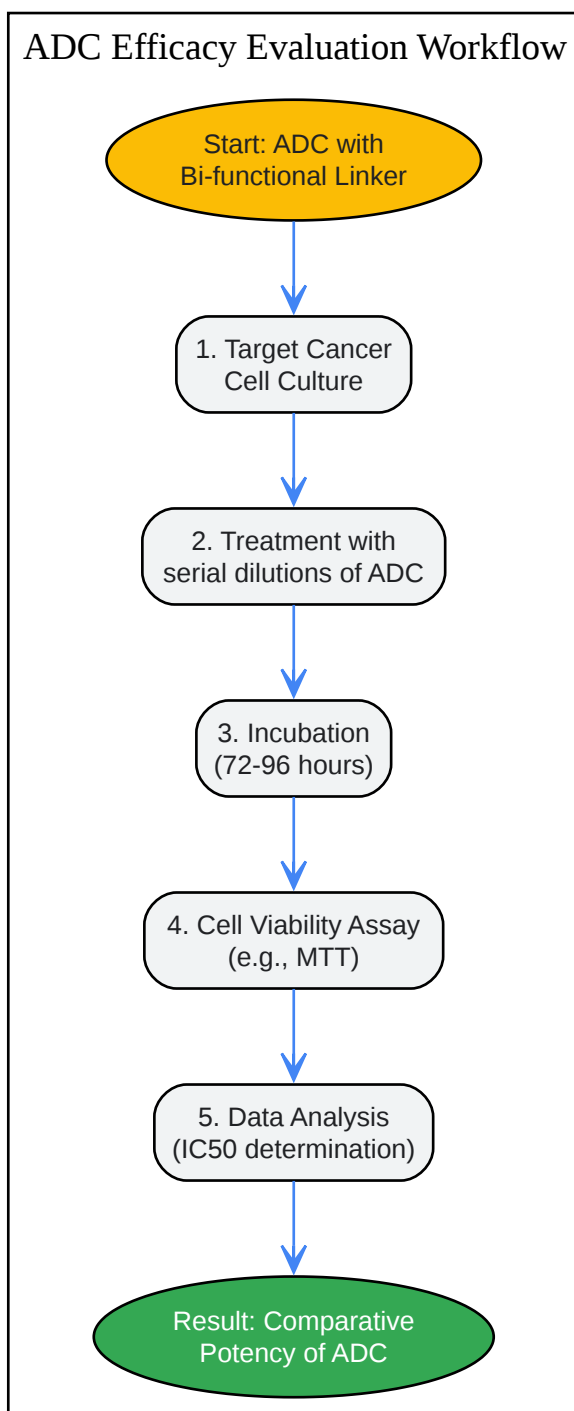 ADC Efficacy Evaluation Workflow
Start: ADC with
Bi-functional Linker
1. Target Cancer
Cell Culture
2. Treatment with
serial dilutions of ADC
3. Incubation
(72-96 hours)
4. Cell Viability Assay
(e.g., MTT)
5. Data Analysis
(IC50 determination)
Result: Comparative
Potency of ADC